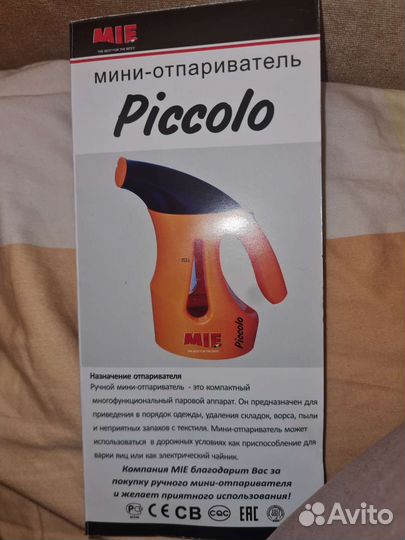 MIE
THE BEST FOR THE BEST
мини-отпариватель
Piccolo
MIE
Piccolo
Назначение отпаривателя
Ручной мини-отпариватель - это компактный
многофункциональный паровой аппарат. Он предназначен для
приведения в порядок одежды, удаления складок, ворса, пыли
и неприятных запахов с текстиля. Мини-отпариватель может
использоваться в дорожных условиях как приспособление для
варки яиц или как электрический чайник.
Компания MIE благодарит Вас за
покупку ручного мини-отпаривателя
и желает приятного использования!
CE CB CQC EAC
Avito